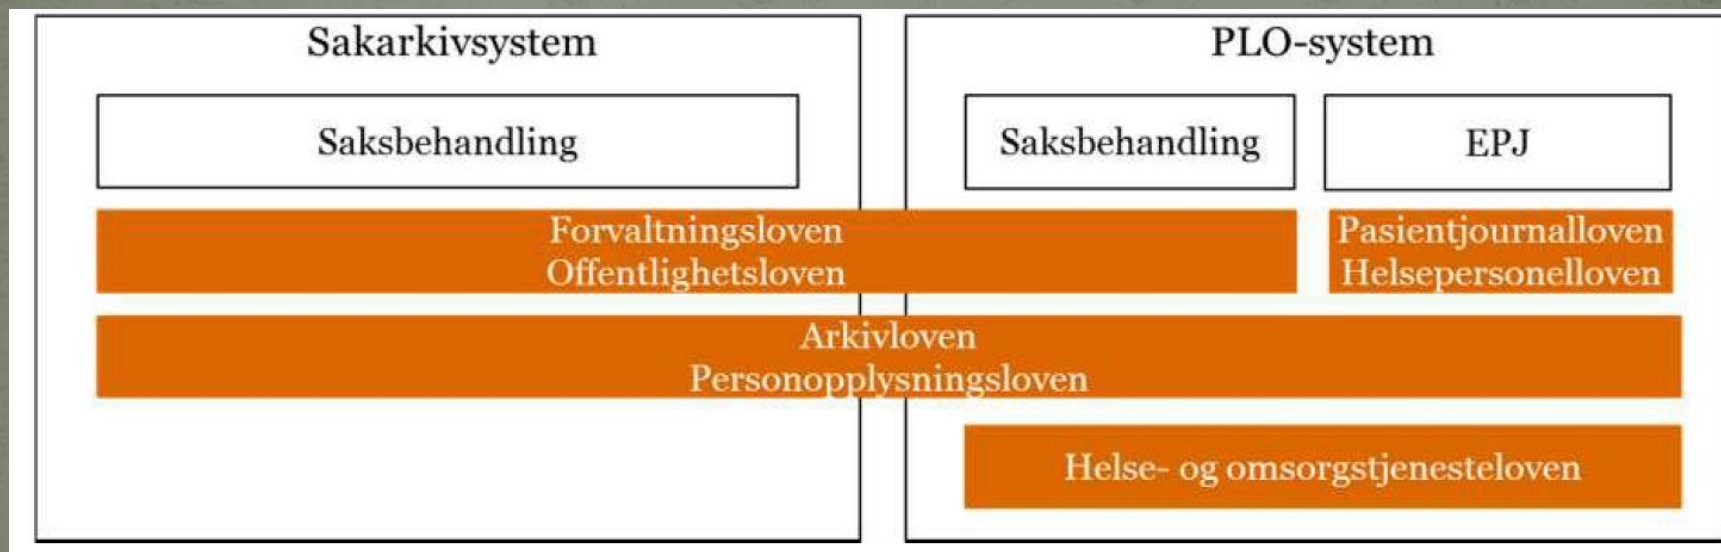 Sakarkivsystem
PLO-system
Saksbehandling
Saksbehandling
EPJ
Forvaltningsloven
Offentlighetsloven
Pasientjournalloven
Helsepersonelloven
Arkivloven
Personopplysningsloven
Helse- og omsorgstjenesteloven